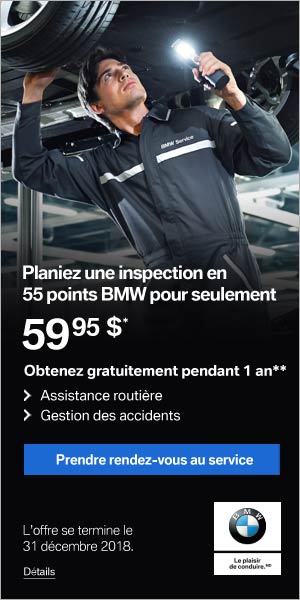 BMW Service
Planiez une inspection en
55 points BMW pour seulement
59 95 $*
Obtenez gratuitement pendant 1 an**
Assistance routière
Gestion des accidents
Prendre rendez-vous au service
L'offre se termine le
31 décembre 2018.
Détails
BMW
Le plaisir
de conduire.MD